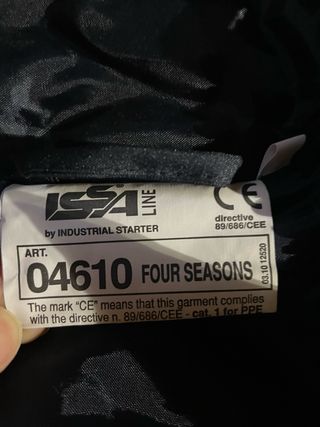 ISSA LINE
by INDUSTRIAL STARTER
CE
directive
89/686/CEE
ART.
04610 FOUR SEASONS
03.10 12520
The mark "CE" means that this garment complies
with the directive n. 89/686/CEE - cat. 1 for PPE